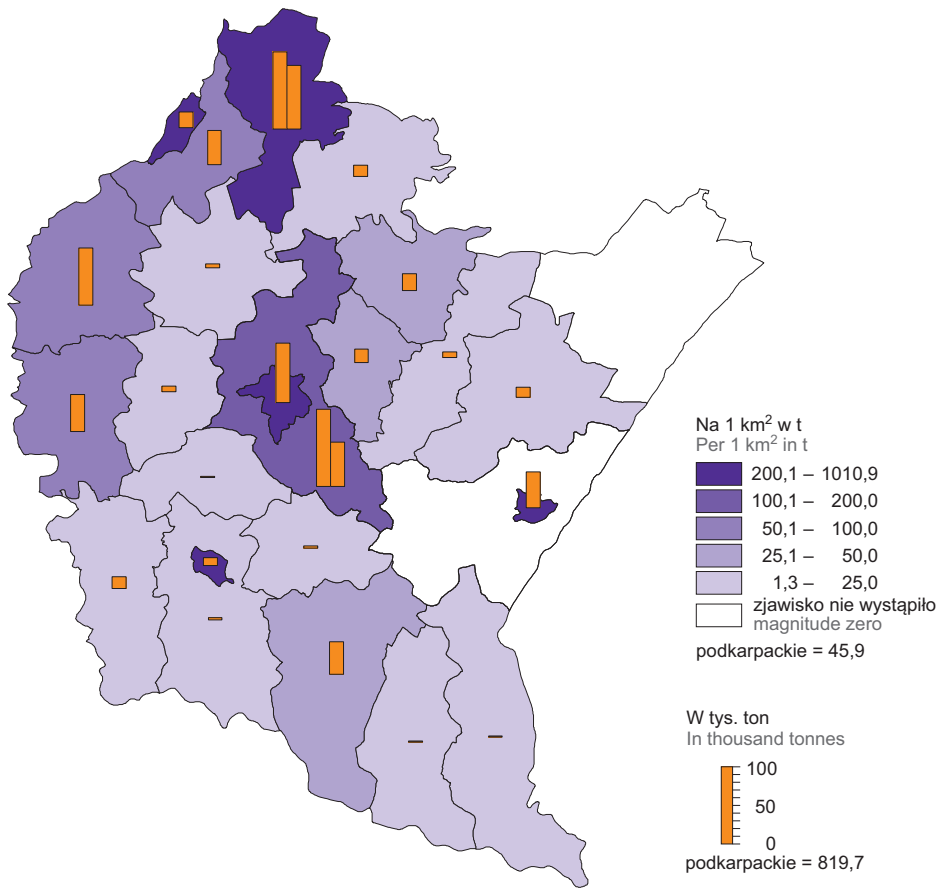 Na 1 km² w t
Per 1 km² in t
200,1 – 1010,9
100,1 – 200,0
50,1 – 100,0
25,1 – 50,0
1,3 – 25,0
zjawisko nie wystąpiło
magnitude zero
podkarpackie = 45,9
W tys. ton
In thousand tonnes
100
50
0
podkarpackie = 819,7